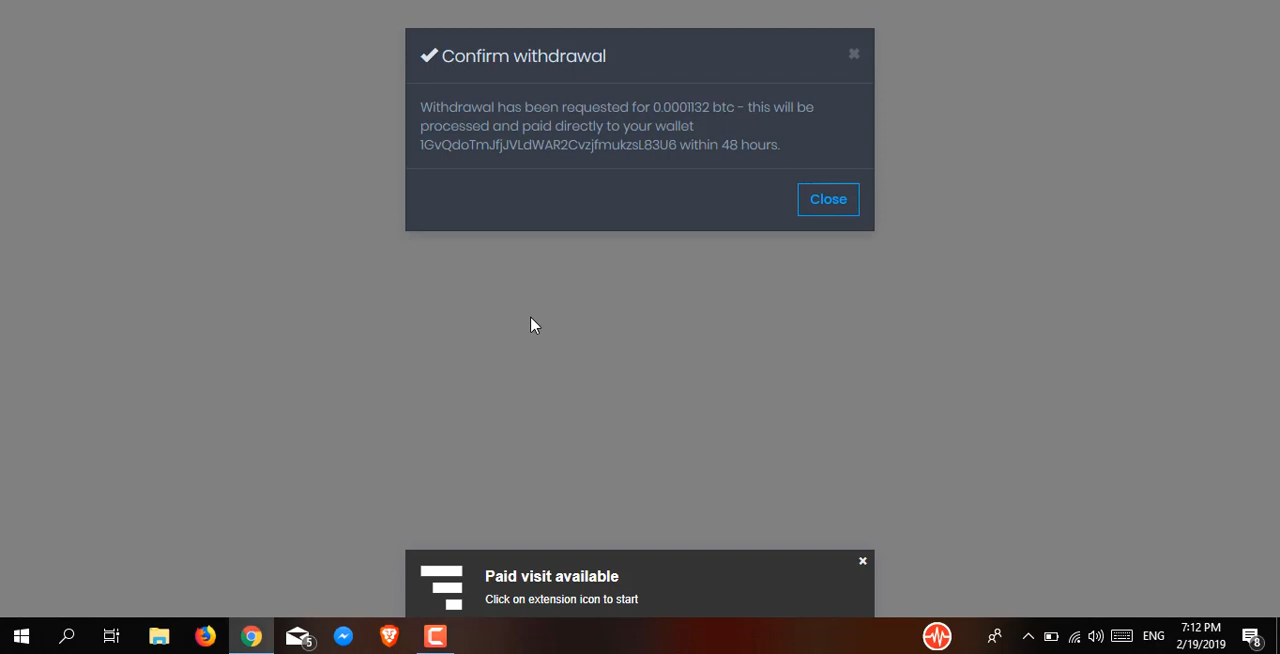 Confirm withdrawal
Withdrawal has been requested for 0.0001132 btc - this will be
processed and paid directly to your wallet
1GvQdoTmJfjJVLdWAR2CvzjfmukzsL83U6 within 48 hours.
Close
Paid visit available
Click on extension icon to start
5
ENG
7:12 PM
2/19/2019
8